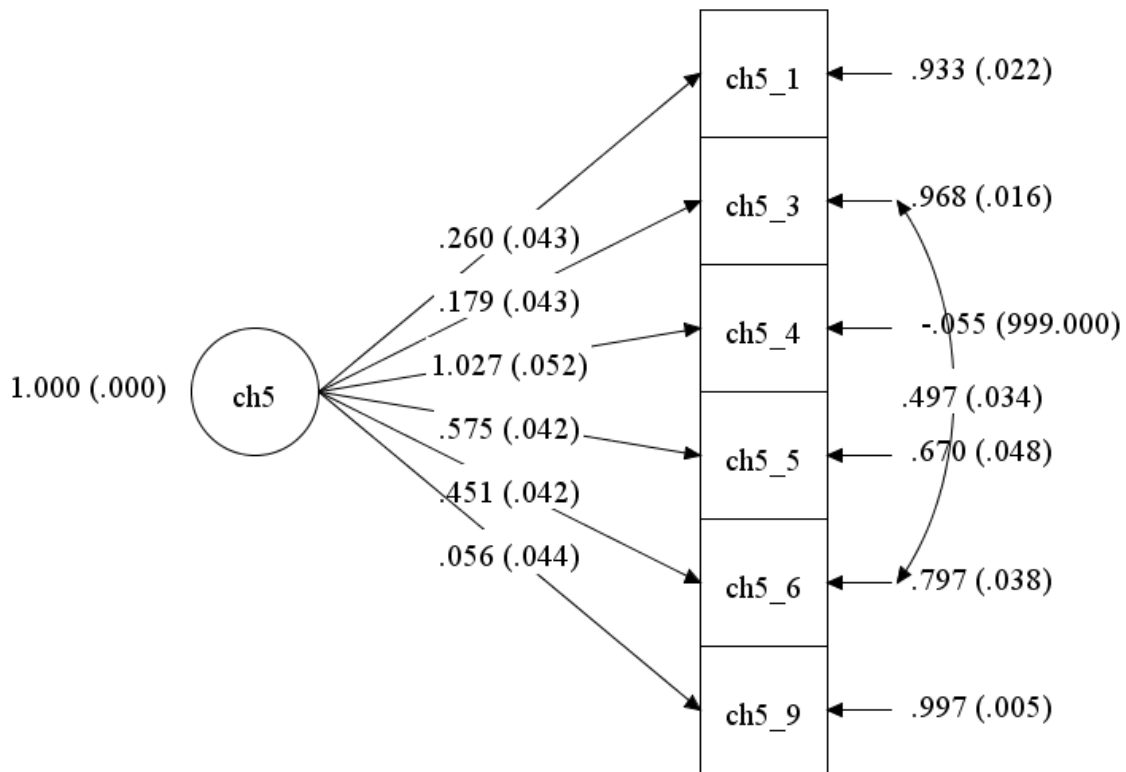 ch5_1
.933 (.022)
ch5_3
.968 (.016)
.260 (.043)
.179 (.043)
ch5_4
-.055 (999.000)
1.027 (.052)
1.000 (.000)
ch5
.497 (.034)
.575 (.042)
ch5_5
.670 (.048)
.451 (.042)
.056 (.044)
ch5_6
.797 (.038)
ch5_9
.997 (.005)